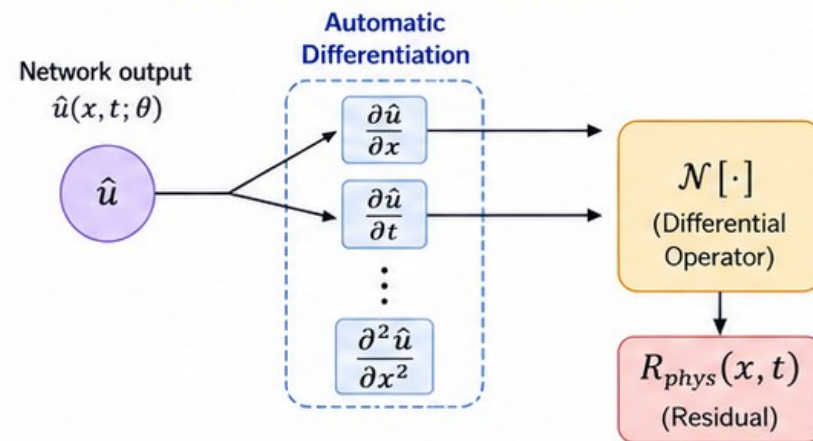 Automatic
Differentiation
Network output
û(x, t; θ)
û
∂û
∂x
∂û
∂t
⋮
∂²û
∂x²
𝒩[·]
(Differential
Operator)
R_phys(x, t)
(Residual)